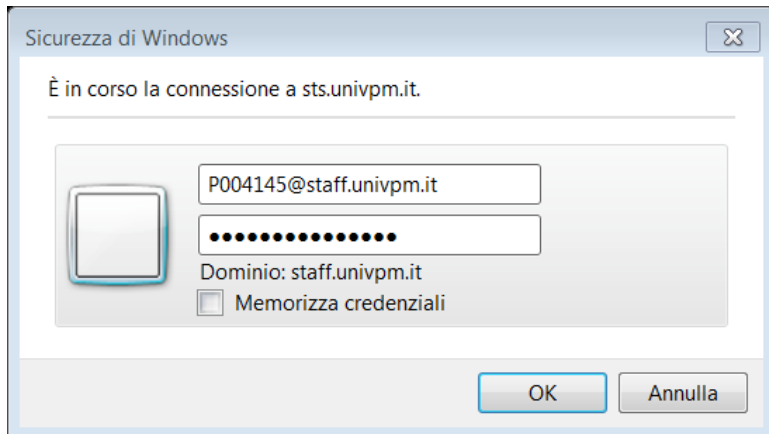 Sicurezza di Windows
È in corso la connessione a sts.univpm.it.
P004145@staff.univpm.it
●●●●●●●●●●●●●●●
Dominio: staff.univpm.it
Memorizza credenziali
OK
Annulla